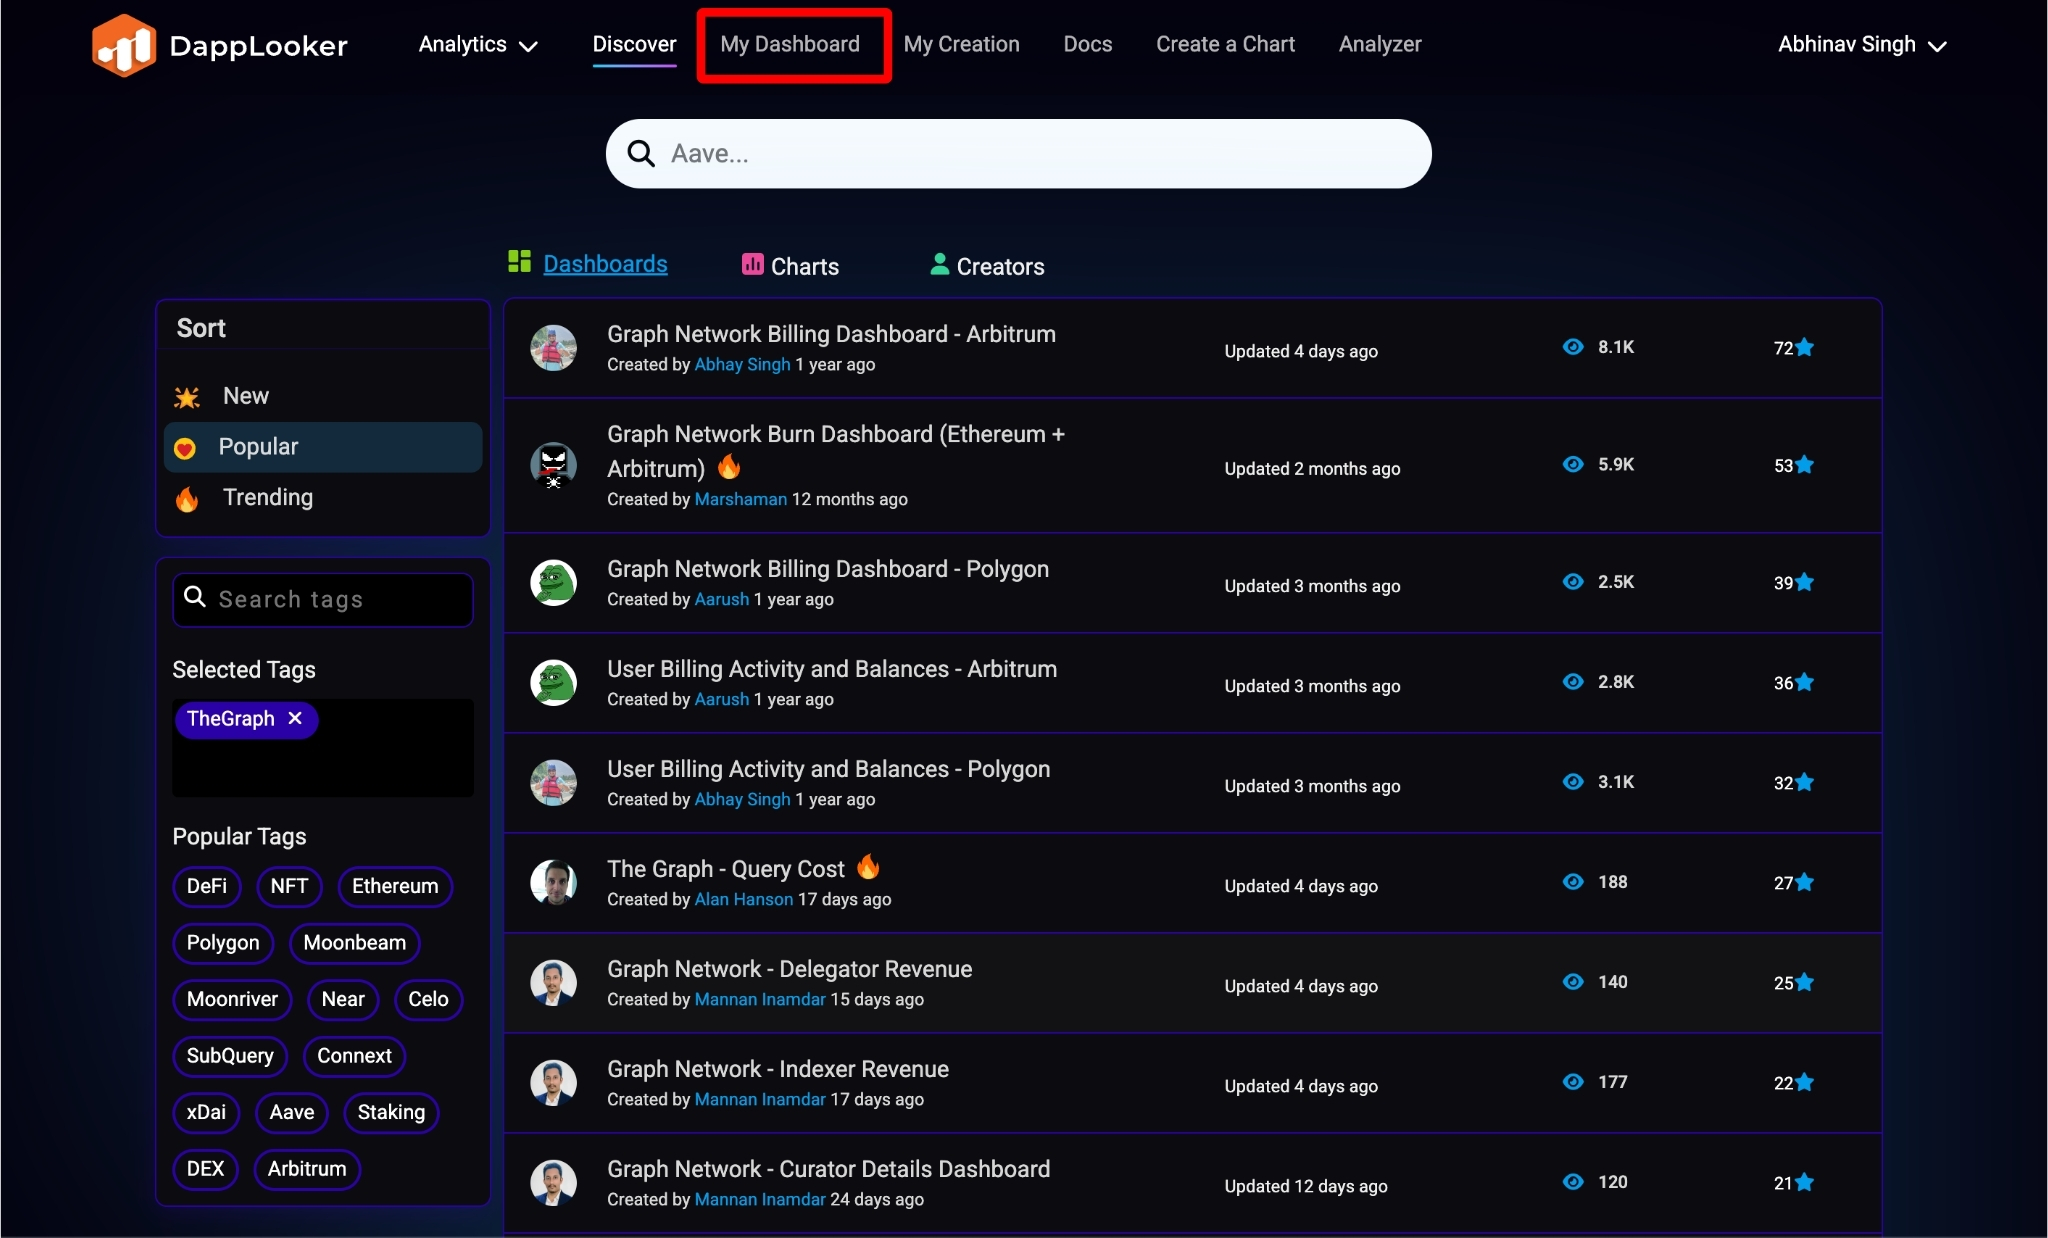 DappLooker
Analytics
Discover
My Dashboard
My Creation
Docs
Create a Chart
Analyzer
Abhinav Singh
Aave...
Dashboards
Charts
Creators
Sort
New
Popular
Trending
Search tags
Selected Tags
TheGraph ✕
Popular Tags
DeFi NFT Ethereum
Polygon Moonbeam
Moonriver Near Celo
SubQuery Connext
xDai Aave Staking
DEX Arbitrum
Graph Network Billing Dashboard - Arbitrum
Created by Abhay Singh 1 year ago
Updated 4 days ago
8.1K
72
Graph Network Burn Dashboard (Ethereum +
Arbitrum) 🔥
Created by Marshaman 12 months ago
Updated 2 months ago
5.9K
53
Graph Network Billing Dashboard - Polygon
Created by Aarush 1 year ago
Updated 3 months ago
2.5K
39
User Billing Activity and Balances - Arbitrum
Created by Aarush 1 year ago
Updated 3 months ago
2.8K
36
User Billing Activity and Balances - Polygon
Created by Abhay Singh 1 year ago
Updated 3 months ago
3.1K
32
The Graph - Query Cost 🔥
Created by Alan Hanson 17 days ago
Updated 4 days ago
188
27
Graph Network - Delegator Revenue
Created by Mannan Inamdar 15 days ago
Updated 4 days ago
140
25
Graph Network - Indexer Revenue
Created by Mannan Inamdar 17 days ago
Updated 4 days ago
177
22
Graph Network - Curator Details Dashboard
Created by Mannan Inamdar 24 days ago
Updated 12 days ago
120
21